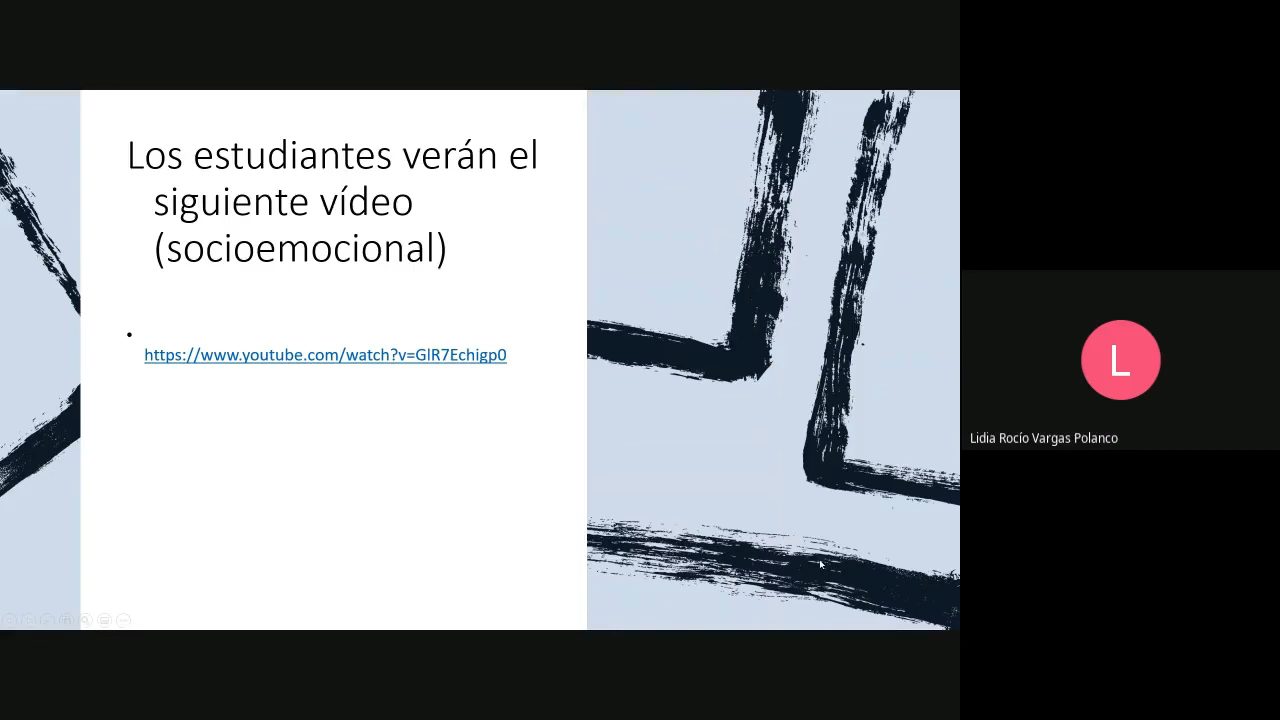 Los estudiantes verán el
siguiente vídeo
(socioemocional)
•
https://www.youtube.com/watch?v=GlR7Echigp0
L
Lidia Rocío Vargas Polanco